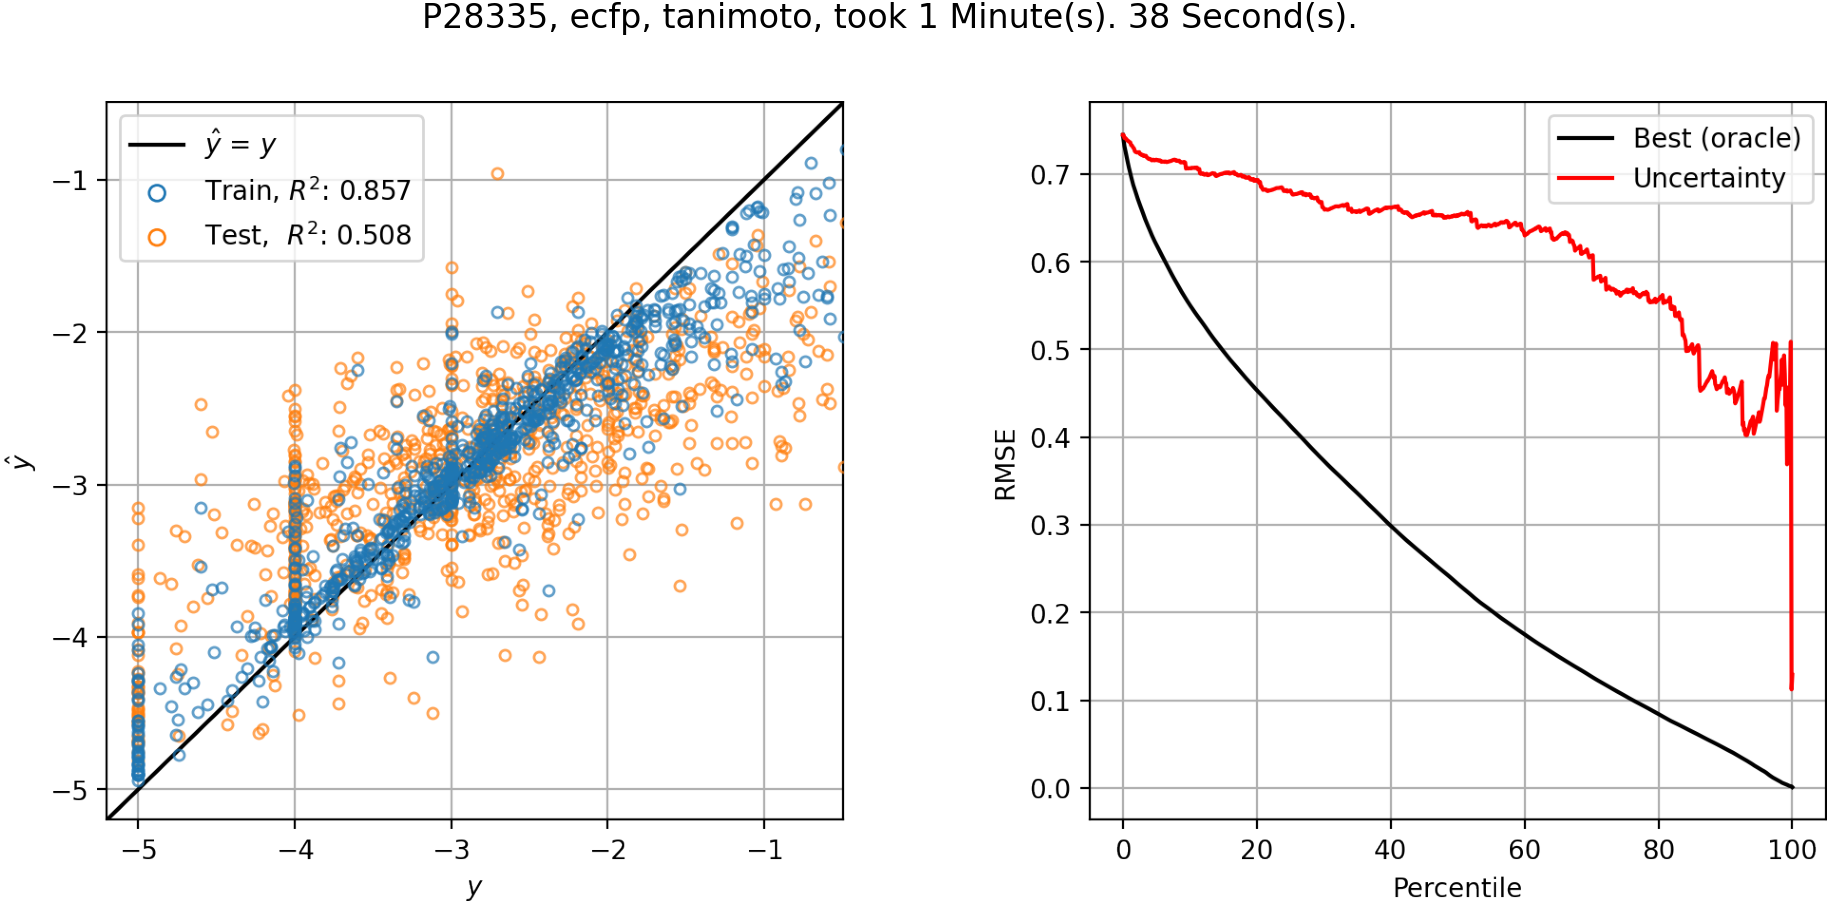 P28335, ecfp, tanimoto, took 1 Minute(s). 38 Second(s).
ŷ = y
Train, R²: 0.857
Test, R²: 0.508
−1
−2
−3
−4
−5
ŷ
−5 −4 −3 −2 −1
y
Best (oracle)
Uncertainty
0.7
0.6
0.5
0.4
0.3
0.2
0.1
0.0
RMSE
0 20 40 60 80 100
Percentile